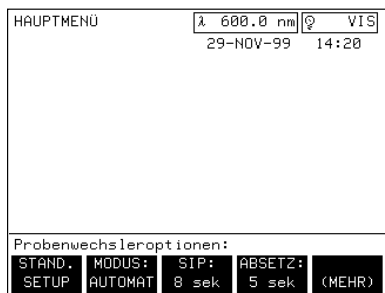 HAUPTMENÜ λ 600.0 nm VIS
29-NOV-99 14:20
Probenwechsleroptionen:
STAND. MODUS: SIP: ABSETZ:
SETUP AUTOMAT 8 sek 5 sek (MEHR)